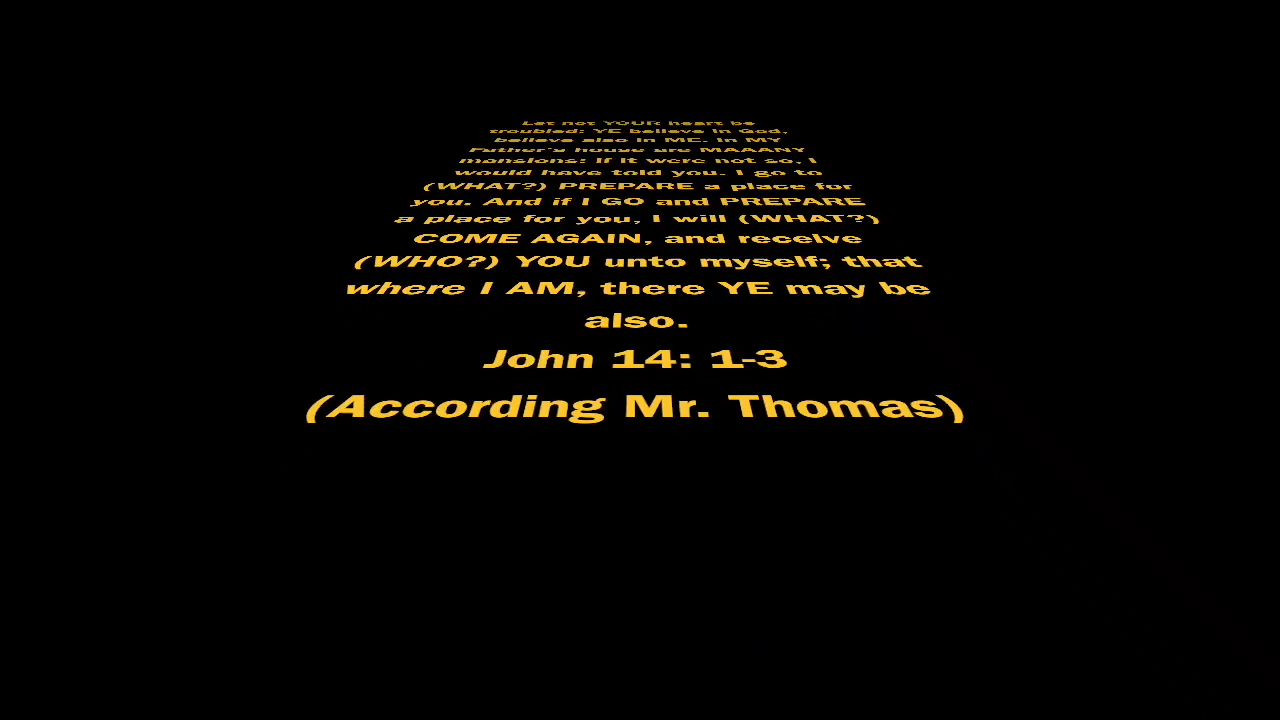 Let not YOUR heart be
troubled: YE believe in God,
believe also in ME. In MY
Father's house are MAAANY
mansions: if it were not so, I
would have told you. I go to
(WHAT?) PREPARE a place for
you. And if I GO and PREPARE
a place for you, I will (WHAT?)
COME AGAIN, and receive
(WHO?) YOU unto myself; that
where I AM, there YE may be
also.
John 14: 1-3
(According Mr. Thomas)